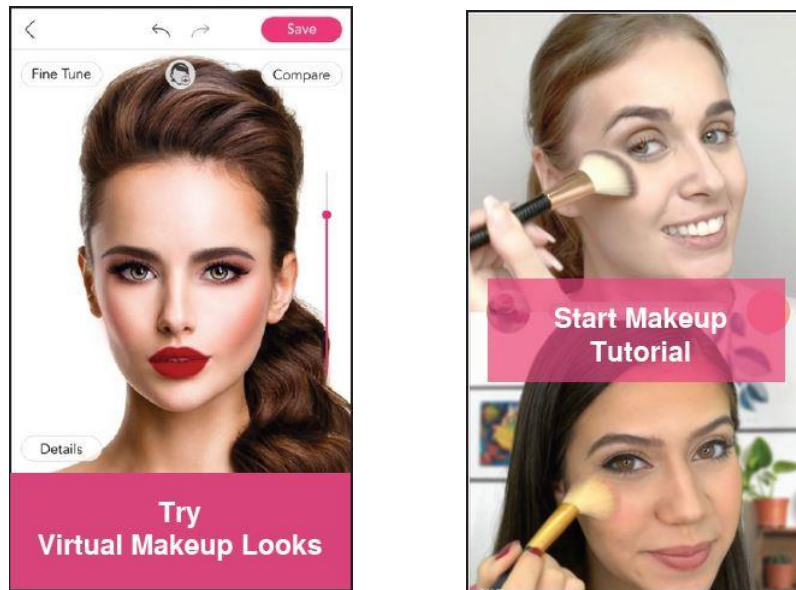 Save
Fine Tune
Compare
Details
Try
Virtual Makeup Looks
Start Makeup
Tutorial